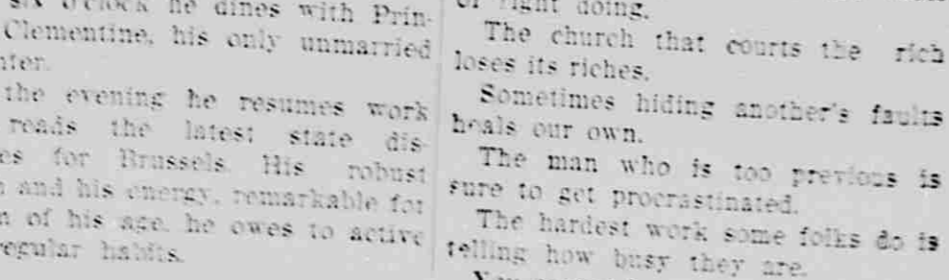 six o'clock he dines with Prin-
Clementine, his only unmarried
the evening he resumes work
reads the latest state dis-
for Brussels. His robust
and his energy, remarkable for
of his age, he owes to active
regular habits.
or right doing.
The church that courts the rich
loses its riches.
Sometimes hiding another's faults
heals our own.
The man who is too previous is
sure to get procrastinated.
The hardest work some folks do is
telling how busy they are.